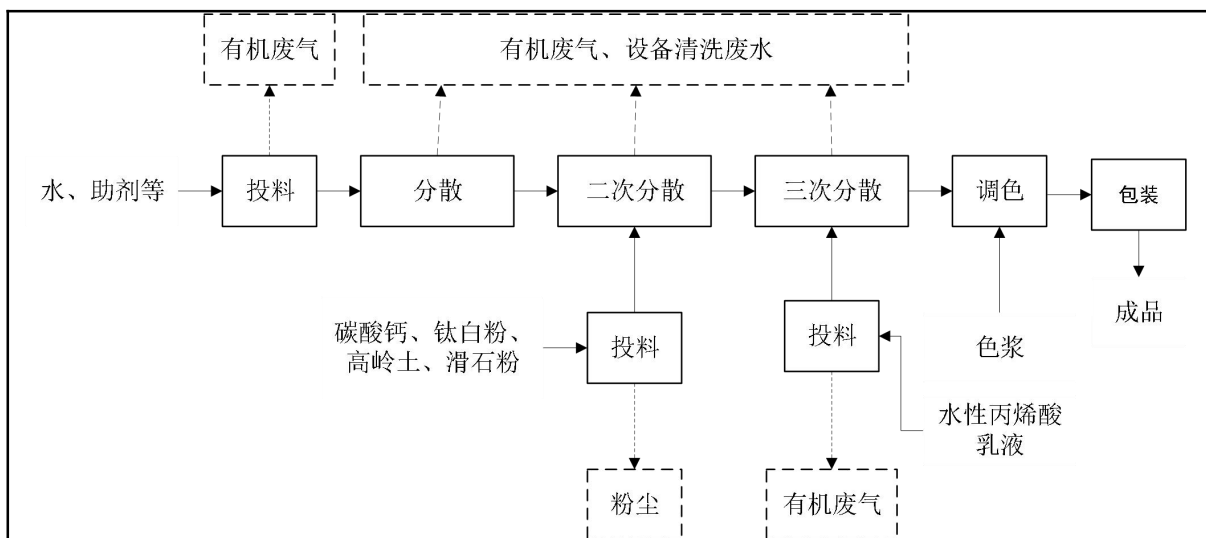 有机废气
有机废气、设备清洗废水
水、助剂等
投料
分散
二次分散
三次分散
调色
包装
碳酸钙、钛白粉、
高岭土、滑石粉
投料
投料
色浆
成品
水性丙烯酸
乳液
粉尘
有机废气